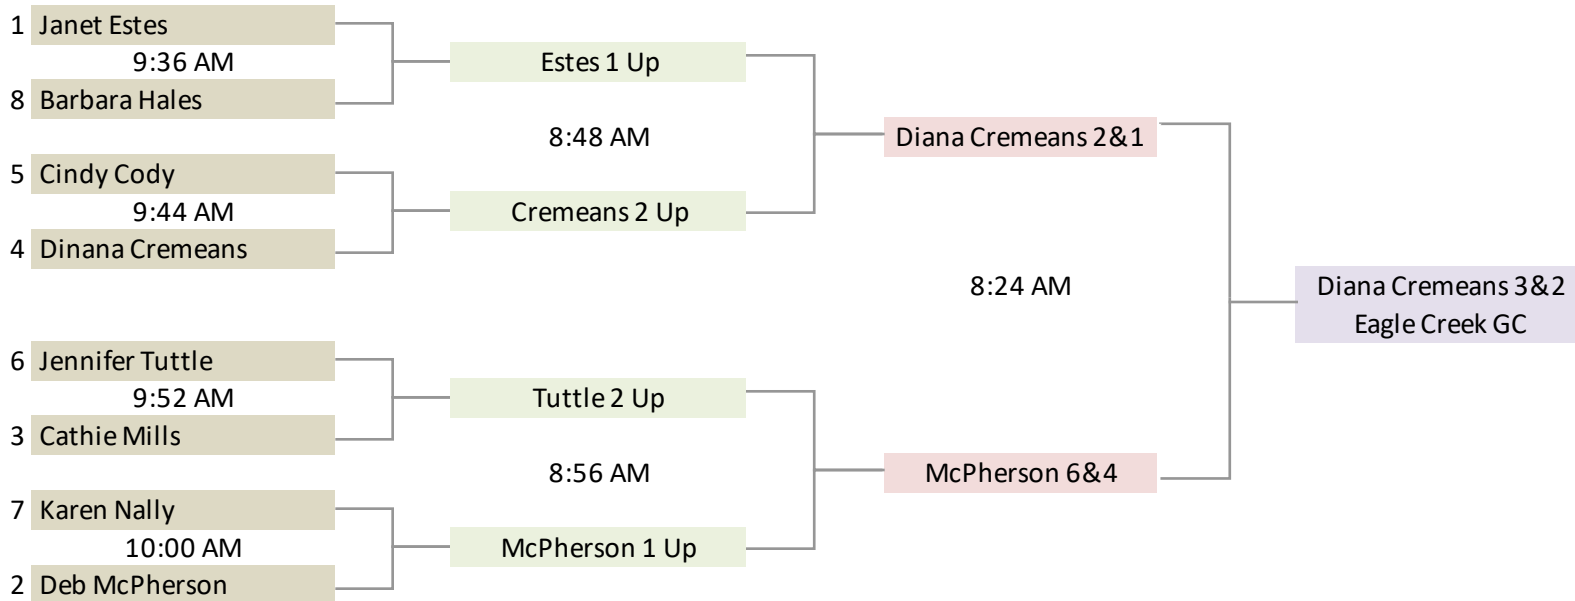 1 Janet Estes
9:36 AM
8 Barbara Hales
5 Cindy Cody
9:44 AM
4 Dinana Cremeans
6 Jennifer Tuttle
9:52 AM
3 Cathie Mills
7 Karen Nally
10:00 AM
2 Deb McPherson
Estes 1 Up
8:48 AM
Cremeans 2 Up
Tuttle 2 Up
8:56 AM
McPherson 1 Up
Diana Cremeans 2&1
8:24 AM
McPherson 6&4
Diana Cremeans 3&2
Eagle Creek GC